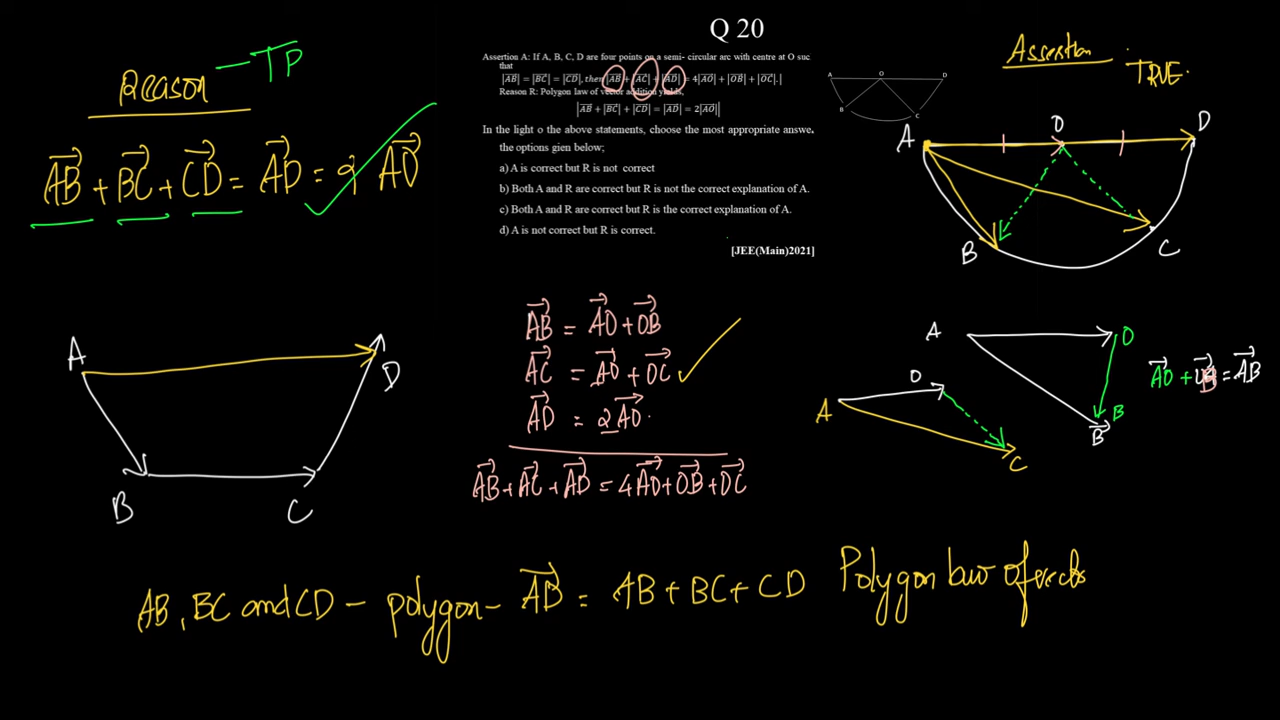 Q 20
Assertion A: If A, B, C, D are four points on a semi- circular arc with centre at O suc
that
|AB⃗| = |BC⃗| = |CD⃗|, then |AB⃗| + |AC⃗| + |AD⃗| = 4|AO⃗| + |OB⃗| + |OC⃗|.|
Reason R: Polygon law of vector addition yields,
|AB⃗ + |BC⃗| + |CD⃗| = |AD⃗| = 2|AO⃗||
In the light o the above statements, choose the most appropriate answe.
the options gien below;
a) A is correct but R is not correct
b) Both A and R are correct but R is not the correct explanation of A.
c) Both A and R are correct but R is the correct explanation of A.
d) A is not correct but R is correct.
[JEE(Main)2021]
A O D
B C
Reason
AB⃗ + BC⃗ + CD⃗ = AD⃗ = 2 AO⃗
Assertion
TRUE.
A O D
B C
A D
B C
AB⃗ = AO⃗ + OB⃗
AC⃗ = AO⃗ + OC⃗
AD⃗ = 2AO⃗
AB⃗ + AC⃗ + AD⃗ = 4AO⃗ + OB⃗ + OC⃗
A O
B
B
A O
C
AO⃗ + OB⃗ = AB⃗
AB, BC and CD - polygon - AD⃗ = AB + BC + CD Polygon law of